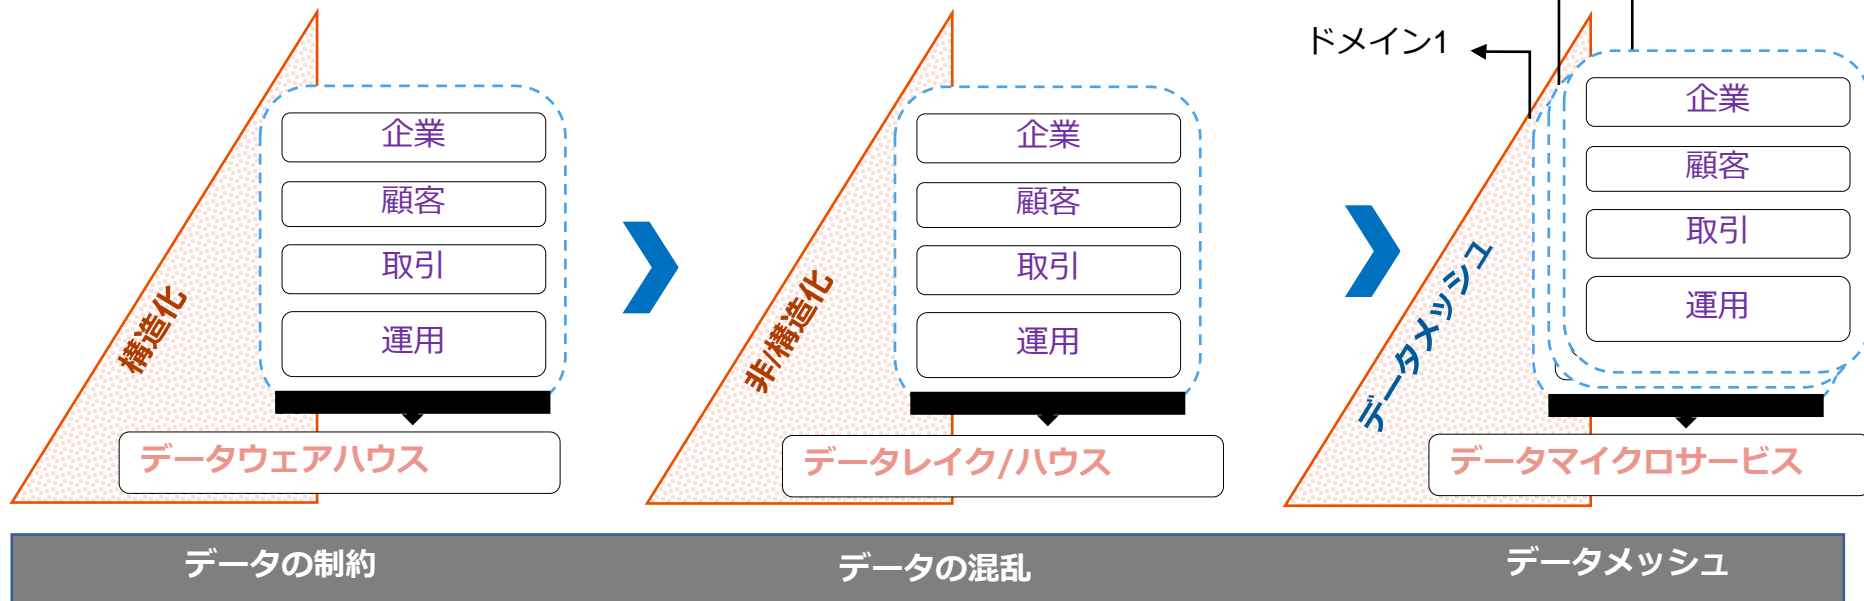 企業
顧客
取引
運用
構造化
データウェアハウス
企業
顧客
取引
運用
非/構造化
データレイク/ハウス
ドメイン1
企業
顧客
取引
運用
データメッシュ
データマイクロサービス
データの制約
データの混乱
データメッシュ